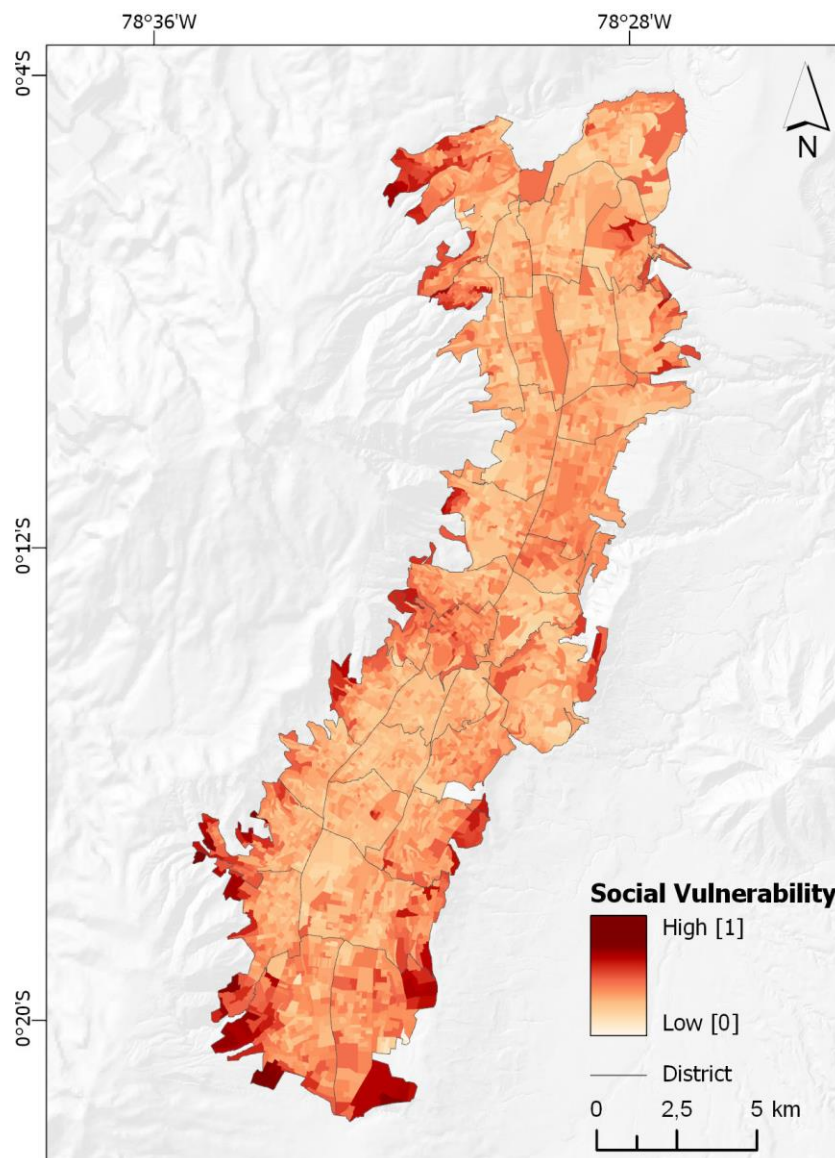 78°36'W
78°28'W
0°4'S
N
0°12'S
0°20'S
Social Vulnerability
High [1]
Low [0]
District
0 2,5 5 km